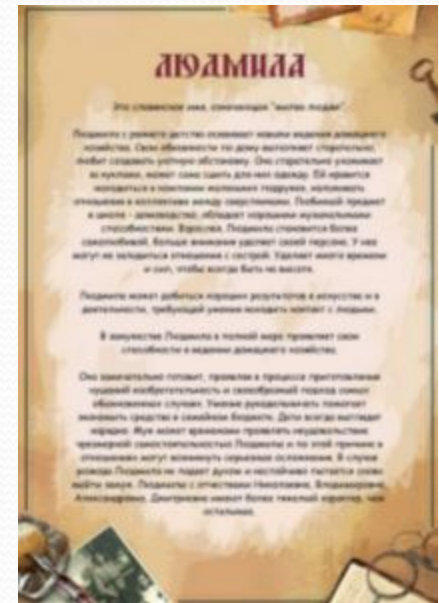 ЛЮДМИЛА
Это славянское имя, означающее "милая людям".
Людмила с раннего детства осваивает навыки ведения домашнего
хозяйства. Свои обязанности по дому выполняет старательно,
любит создавать уютную обстановку. Она старательно ухаживает
за куклами, может сама сшить для них одежду. Ей нравится
находиться в компании маленьких подружек, налаживать
отношения в коллективе между сверстниками. Любимый предмет
в школе - домоводство, обладает хорошими музыкальными
способностями. Взрослея, Людмила становится более
самолюбивой, больше внимания уделяет своей персоне. У нее
могут не заладиться отношения с сестрой. Уделяет много времени
и сил, чтобы всегда быть на высоте.
Людмила может добиться хороших результатов в искусстве и в
деятельности, требующей умения находить контакт с людьми.
В замужестве Людмила в полной мере проявляет свои
способности в ведении домашнего хозяйства.
Она замечательно готовит, проявляя в процессе приготовления
кушаний изобретательность и своеобразный подход
обыкновенных случаях. Умение рукодельничать помогает
экономить средства в семейном бюджете. Дети всегда выглядят
нарядно. Муж может временами проявлять неудовольствие
чрезмерной самостоятельностью Людмилы и по этой причине в
отношениях могут возникнуть серьезные осложнения. В случае
развода Людмила не падает духом и настойчиво пытается снова
выйти замуж. Людмилы с отчествами Николаевна, Владимировна,
Александровна, Дмитриевна имеют более тяжелый характер, чем
остальные.